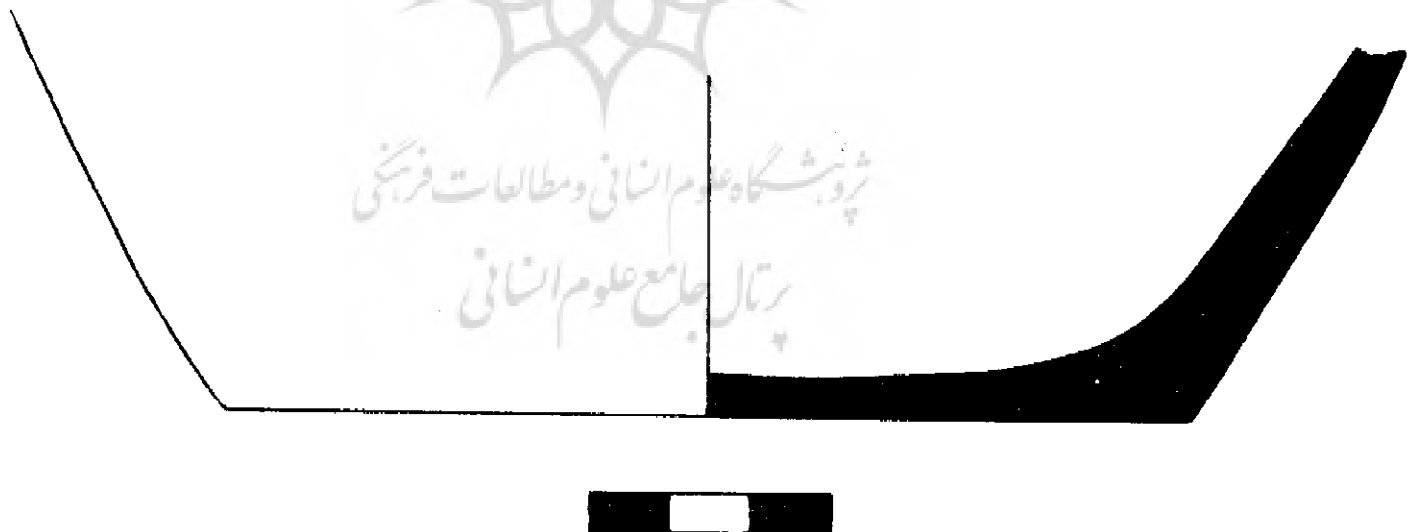 پژوهشگاه علوم انسانی و مطالعات فرهنگی
پرتال جامع علوم انسانی